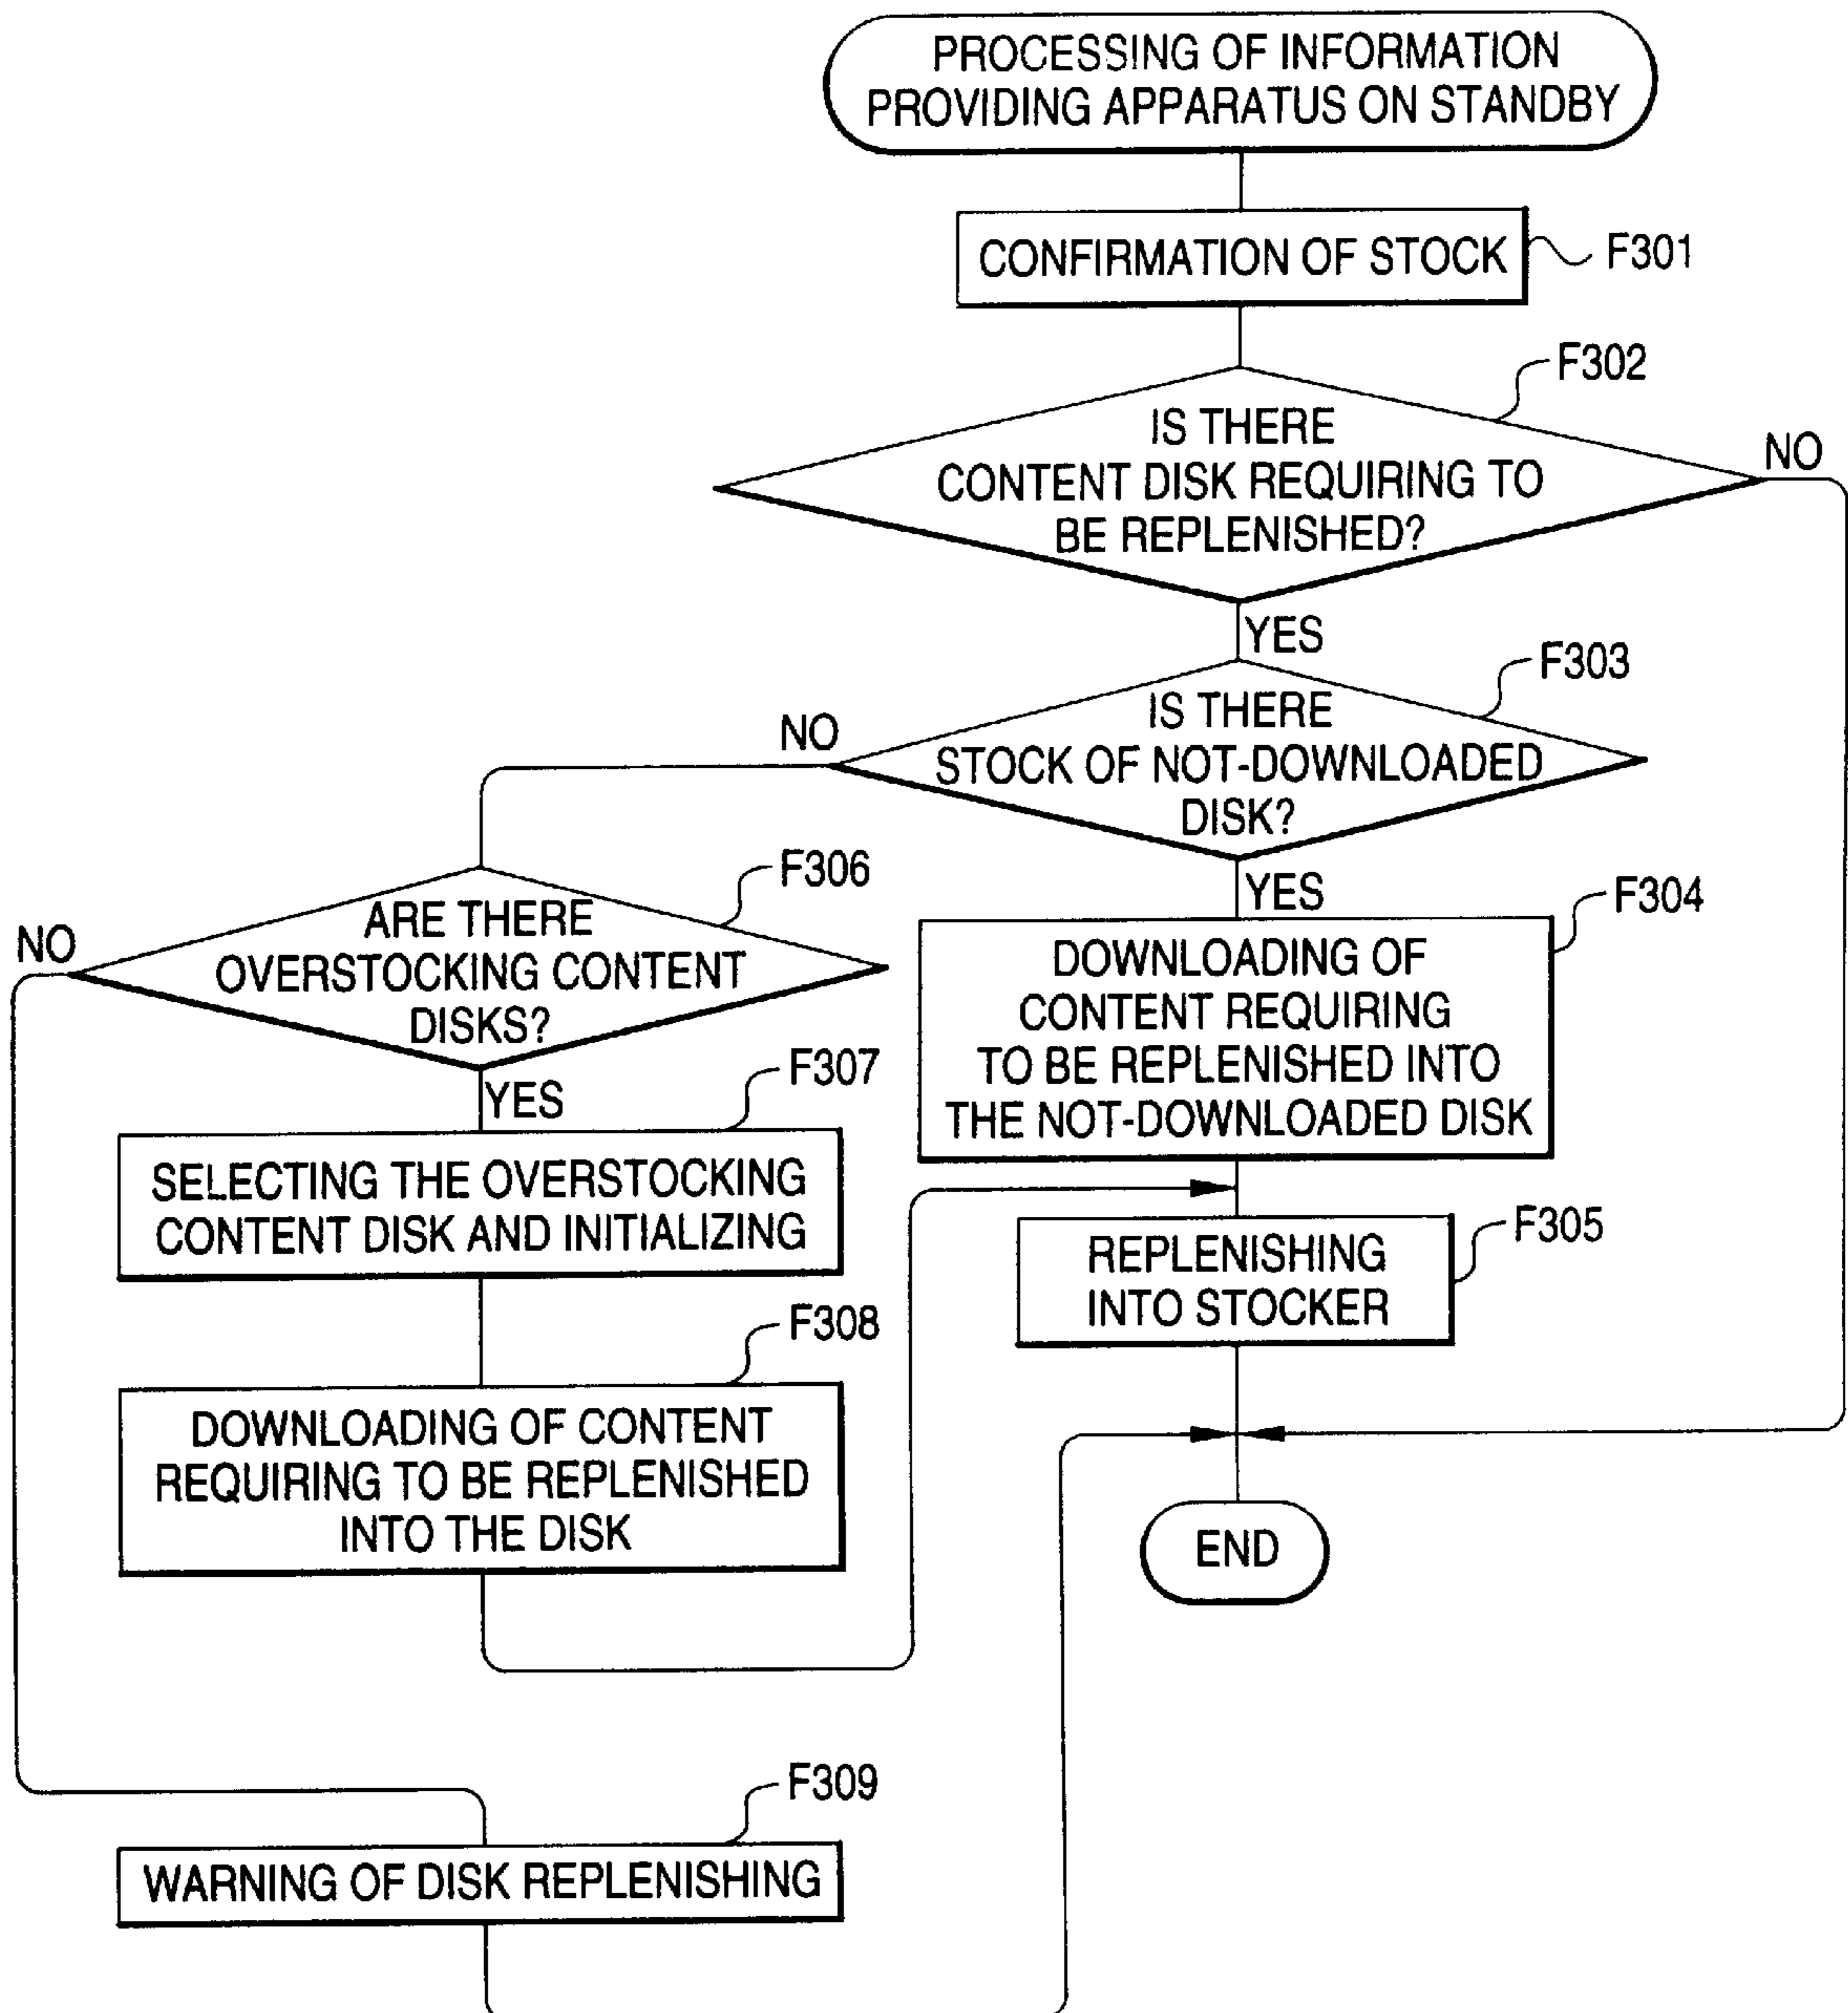 PROCESSING OF INFORMATION
PROVIDING APPARATUS ON STANDBY
CONFIRMATION OF STOCK
F301
F302
IS THERE
CONTENT DISK REQUIRING TO
BE REPLENISHED?
NO
YES
F303
IS THERE
STOCK OF NOT-DOWNLOADED
DISK?
NO
YES
F304
DOWNLOADING OF
CONTENT REQUIRING
TO BE REPLENISHED INTO
THE NOT-DOWNLOADED DISK
F305
REPLENISHING
INTO STOCKER
END
F306
ARE THERE
OVERSTOCKING CONTENT
DISKS?
NO
YES
F307
SELECTING THE OVERSTOCKING
CONTENT DISK AND INITIALIZING
F308
DOWNLOADING OF CONTENT
REQUIRING TO BE REPLENISHED
INTO THE DISK
F309
WARNING OF DISK REPLENISHING